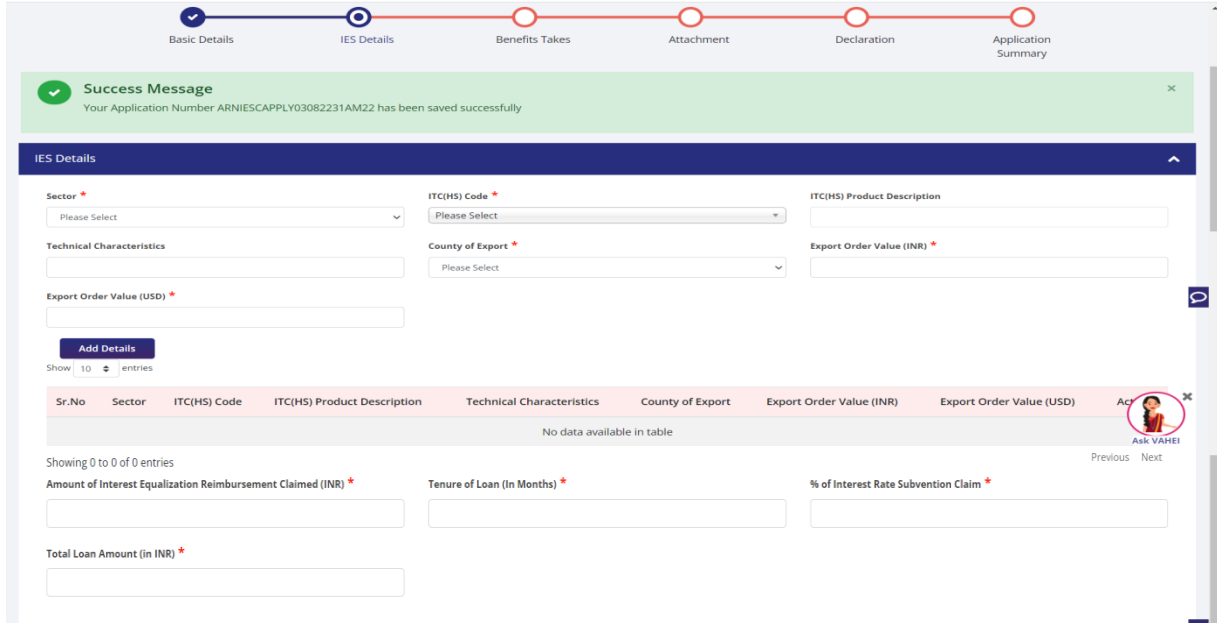 Basic Details IES Details Benefits Takes Attachment Declaration Application
Summary
Success Message ×
Your Application Number ARNIESCAPPLY03082231AM22 has been saved successfully
IES Details
Sector * ITC(HS) Code * ITC(HS) Product Description
Please Select Please Select
Technical Characteristics County of Export * Export Order Value (INR) *
Please Select
Export Order Value (USD) *
Add Details
Show 10 entries
Sr.No Sector ITC(HS) Code ITC(HS) Product Description Technical Characteristics County of Export Export Order Value (INR) Export Order Value (USD)
No data available in table
Ask VAHEI
Showing 0 to 0 of 0 entries Previous Next
Amount of Interest Equalization Reimbursement Claimed (INR) * Tenure of Loan (In Months) * % of Interest Rate Subvention Claim *
Total Loan Amount (in INR) *